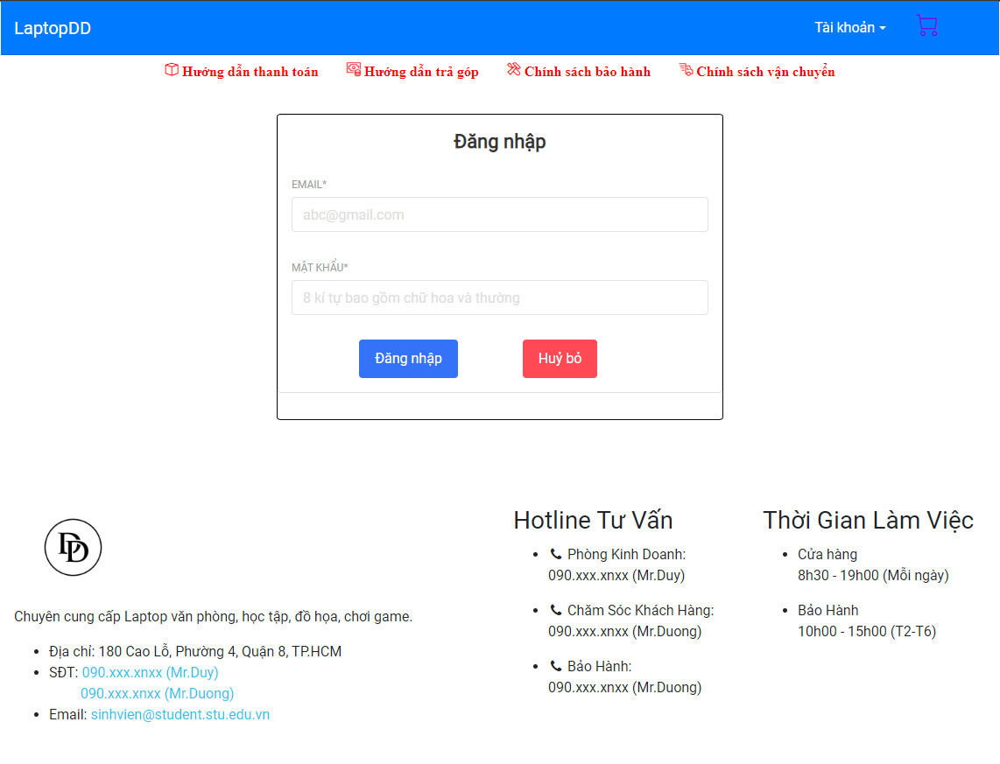 LaptopDD
Tài khoản
Hướng dẫn thanh toán
Hướng dẫn trả góp
Chính sách bảo hành
Chính sách vận chuyển
Đăng nhập
EMAIL*
abc@gmail.com
MẬT KHẨU*
8 kí tự bao gồm chữ hoa và thường
Đăng nhập
Huỷ bỏ
DD
Chuyên cung cấp Laptop văn phòng, học tập, đồ họa, chơi game.
Địa chỉ: 180 Cao Lỗ, Phường 4, Quận 8, TP.HCM
SĐT: 090.xxx.xnxx (Mr.Duy)
090.xxx.xnxx (Mr.Duong)
Email: sinhvien@student.stu.edu.vn
Hotline Tư Vấn
Phòng Kinh Doanh:
090.xxx.xnxx (Mr.Duy)
Chăm Sóc Khách Hàng:
090.xxx.xnxx (Mr.Duong)
Bảo Hành:
090.xxx.xnxx (Mr.Duong)
Thời Gian Làm Việc
Cửa hàng
8h30 - 19h00 (Mỗi ngày)
Bảo Hành
10h00 - 15h00 (T2-T6)